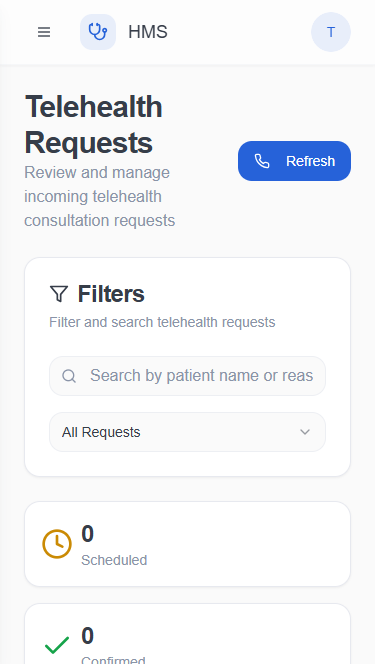 HMS
T
Telehealth
Requests
Review and manage
incoming telehealth
consultation requests
Refresh
Filters
Filter and search telehealth requests
Search by patient name or reas
All Requests
0
Scheduled
0
Confirmed